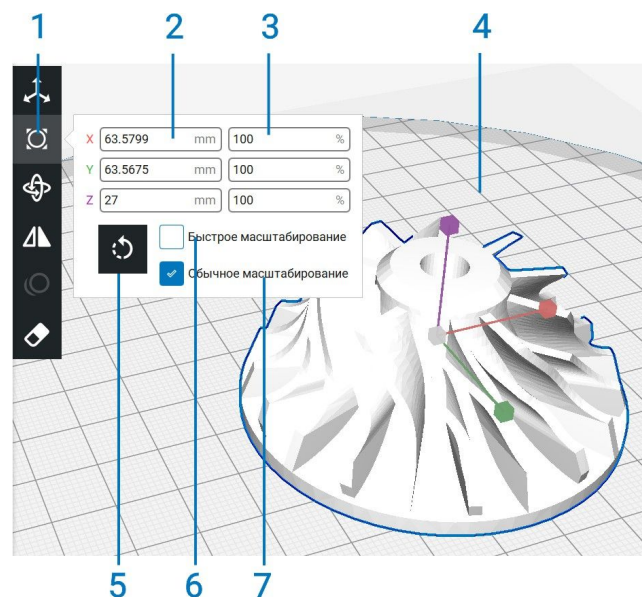 1 2 3 4
X 63.5799 mm 100 %
Y 63.5675 mm 100 %
Z 27 mm 100 %
Быстрое масштабирование
Обычное масштабирование
5 6 7